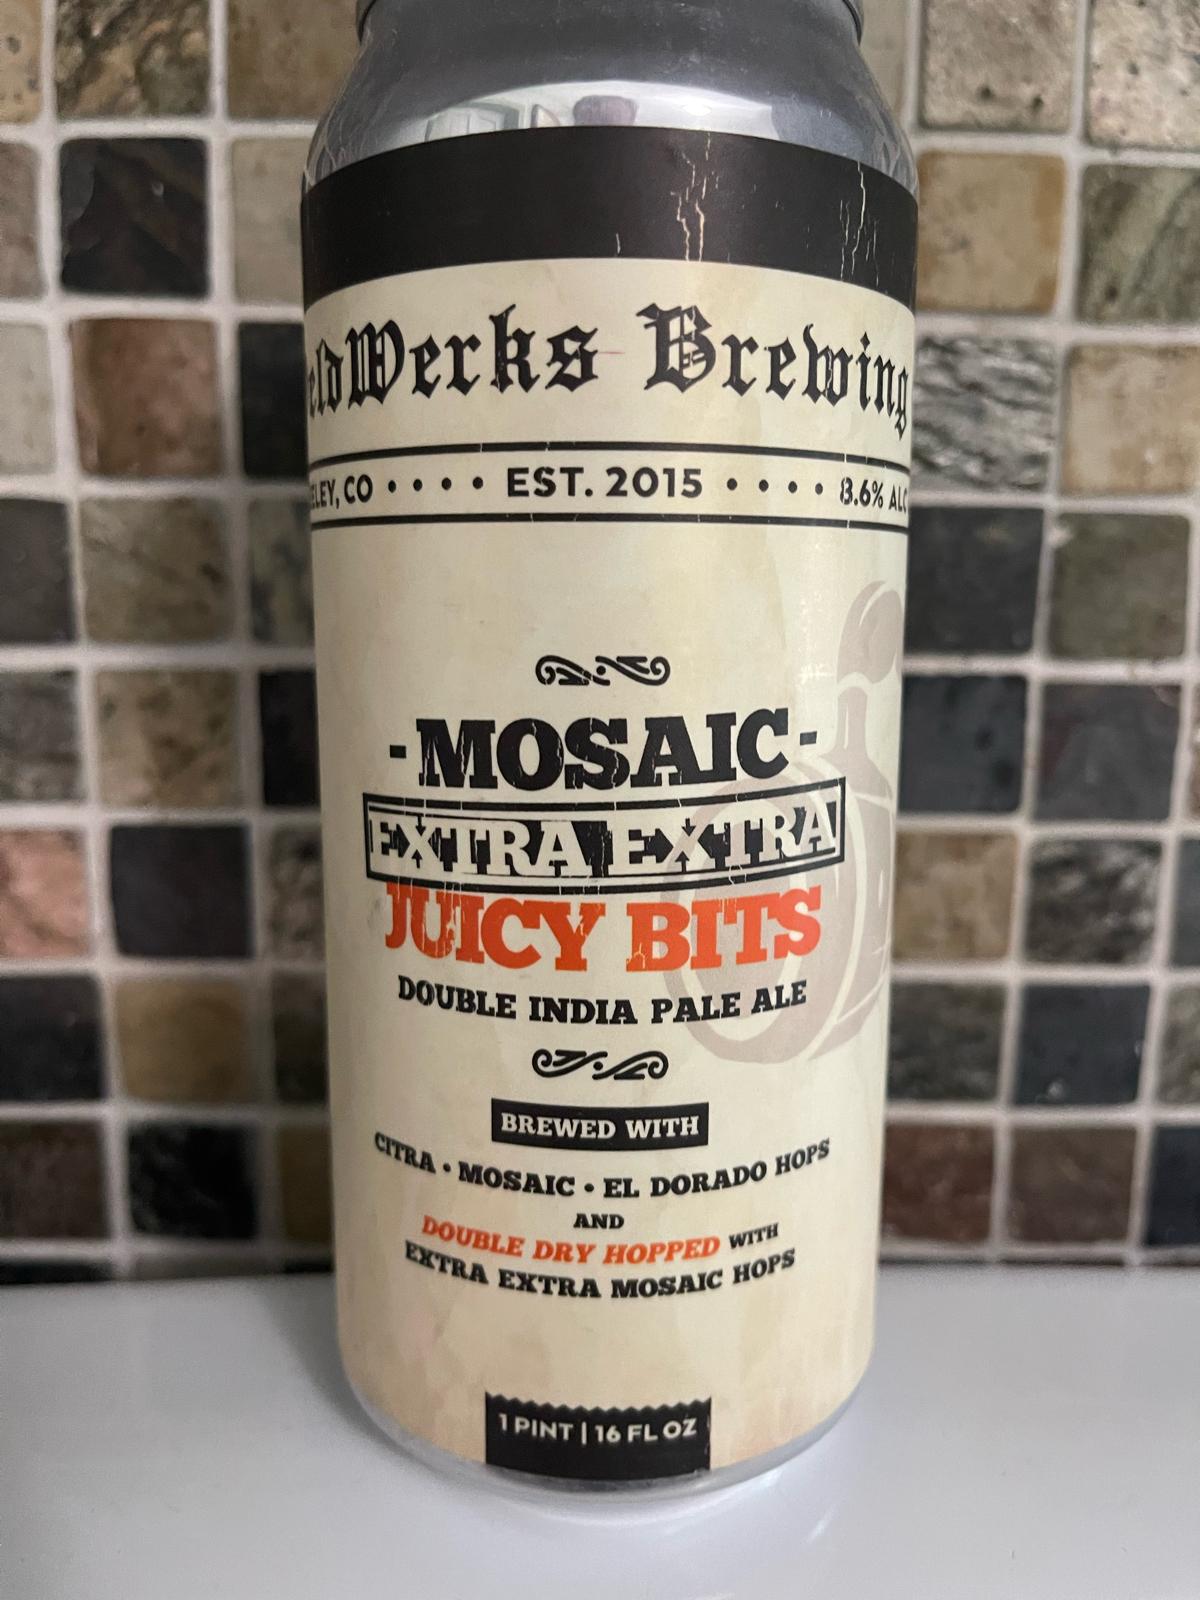 eldWerks Brewing
ELEY, CO • • • • EST. 2015 • • • • 8.6% ALC
-MOSAIC-
EXTRA EXTRA
JUICY BITS
DOUBLE INDIA PALE ALE
BREWED WITH
CITRA • MOSAIC • EL DORADO HOPS
AND
DOUBLE DRY HOPPED WITH
EXTRA EXTRA MOSAIC HOPS
1 PINT | 16 FL OZ